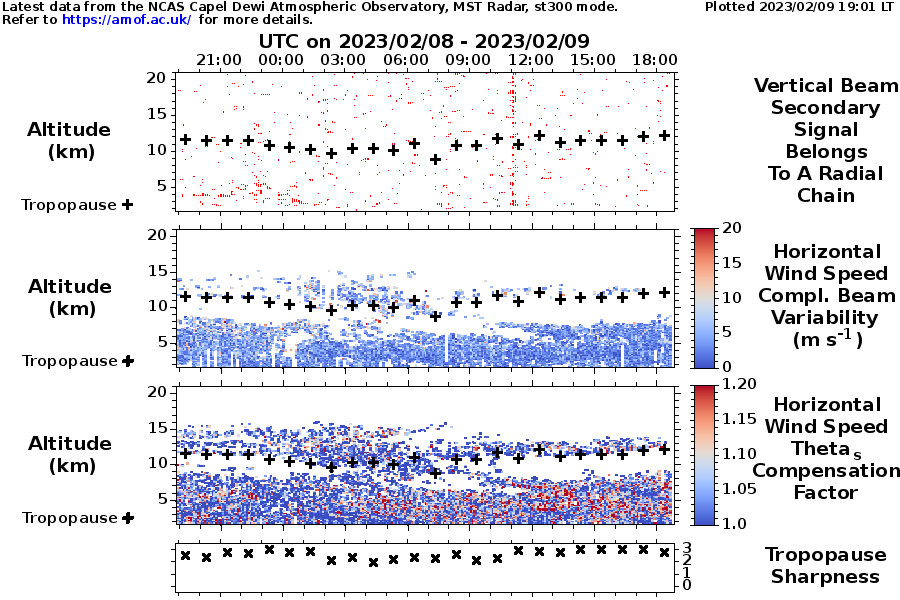 Latest data from the NCAS Capel Dewi Atmospheric Observatory, MST Radar, st300 mode.
Plotted 2023/02/09 19:01 LT
Refer to https://amof.ac.uk/ for more details.
UTC on 2023/02/08 - 2023/02/09
21:00 00:00 03:00 06:00 09:00 12:00 15:00 18:00
20
15
10
5
Altitude
(km)
Tropopause +
Vertical Beam
Secondary
Signal
Belongs
To A Radial
Chain
20
15
10
5
Altitude
(km)
Tropopause +
20
15
10
5
0
Horizontal
Wind Speed
Compl. Beam
Variability
(m s-1)
20
15
10
5
Altitude
(km)
Tropopause +
1.20
1.15
1.10
1.05
1.0
Horizontal
Wind Speed
Theta s
Compensation
Factor
3
2
1
0
Tropopause
Sharpness